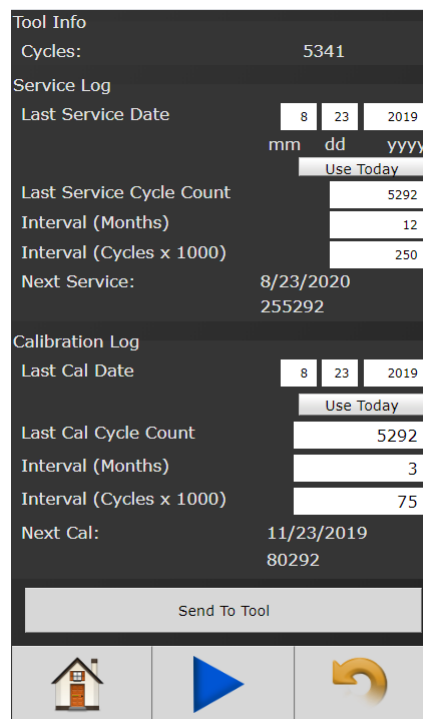 Tool Info
Cycles: 5341
Service Log
Last Service Date 8 23 2019
mm dd yyyy
Use Today
Last Service Cycle Count 5292
Interval (Months) 12
Interval (Cycles x 1000) 250
Next Service: 8/23/2020
255292
Calibration Log
Last Cal Date 8 23 2019
Use Today
Last Cal Cycle Count 5292
Interval (Months) 3
Interval (Cycles x 1000) 75
Next Cal: 11/23/2019
80292
Send To Tool